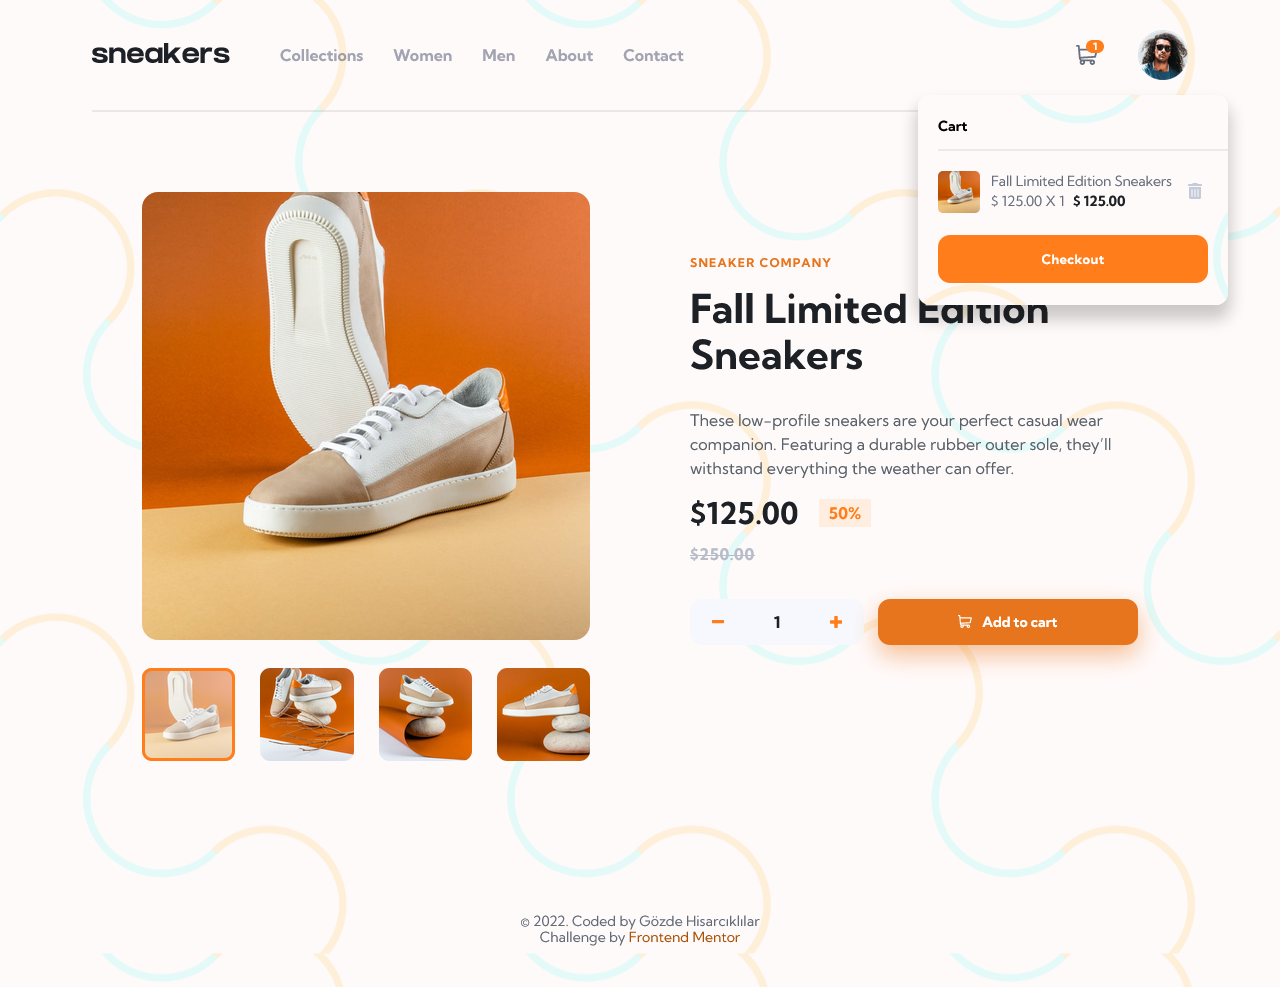 sneakers
Collections Women Men About Contact
1
Cart
Fall Limited Edition Sneakers
$ 125.00 X 1 $ 125.00
Checkout
SNEAKER COMPANY
Fall Limited Edition
Sneakers
These low-profile sneakers are your perfect casual wear
companion. Featuring a durable rubber outer sole, they’ll
withstand everything the weather can offer.
$125.00 50%
$250.00
1
Add to cart
© 2022. Coded by Gözde Hisarcıklılar
Challenge by Frontend Mentor